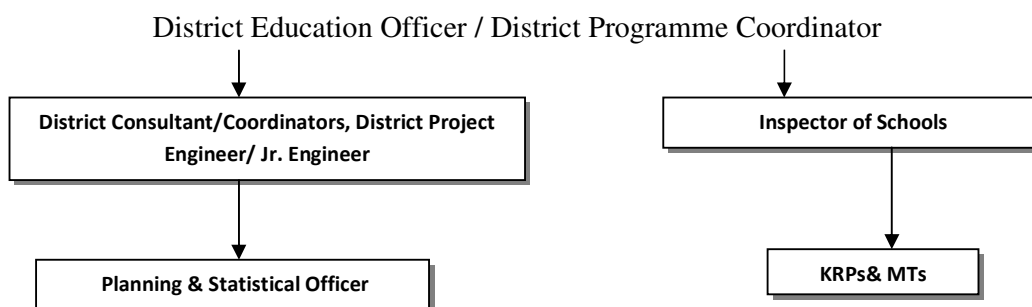 District Education Officer / District Programme Coordinator
District Consultant/Coordinators, District Project
Engineer/ Jr. Engineer
Inspector of Schools
Planning & Statistical Officer
KRPs& MTs